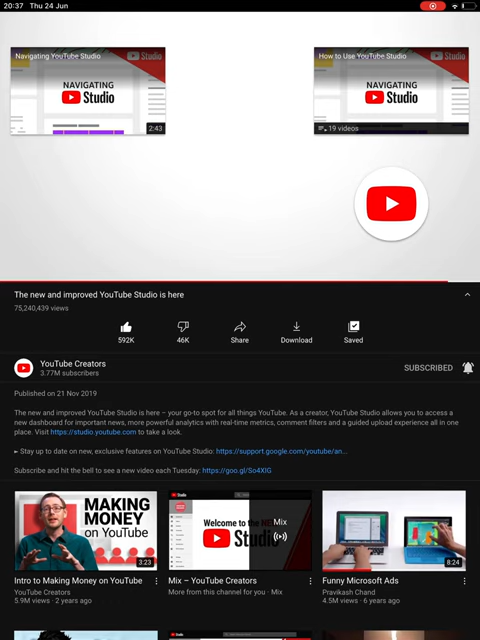 20:37 Thu 24 Jun
Navigating YouTube Studio
Studio
NAVIGATING
Studio
2:43
How to Use YouTube Studio
Studio
NAVIGATING
Studio
19 videos
The new and improved YouTube Studio is here
75,240,439 views
592K
46K
Share
Download
Saved
YouTube Creators
3.77M subscribers
SUBSCRIBED
Published on 21 Nov 2019
The new and improved YouTube Studio is here – your go-to spot for all things YouTube. As a creator, YouTube Studio allows you to access a
new dashboard for important news, more powerful analytics with real-time metrics, comment filters and a guided upload experience all in one
place. Visit https://studio.youtube.com to take a look.
► Stay up to date on new, exclusive features on YouTube Studio: https://support.google.com/youtube/an...
Subscribe and hit the bell to see a new video each Tuesday: https://goo.gl/So4XIG
MAKING
MONEY
on YouTube
3:23
Intro to Making Money on YouTube
YouTube Creators
5.9M views · 2 years ago
Studio
Welcome to the NE
Studio
Mix
Mix – YouTube Creators
More from this channel for you · Mix
8:24
Funny Microsoft Ads
Pravikash Chand
4.5M views · 6 years ago